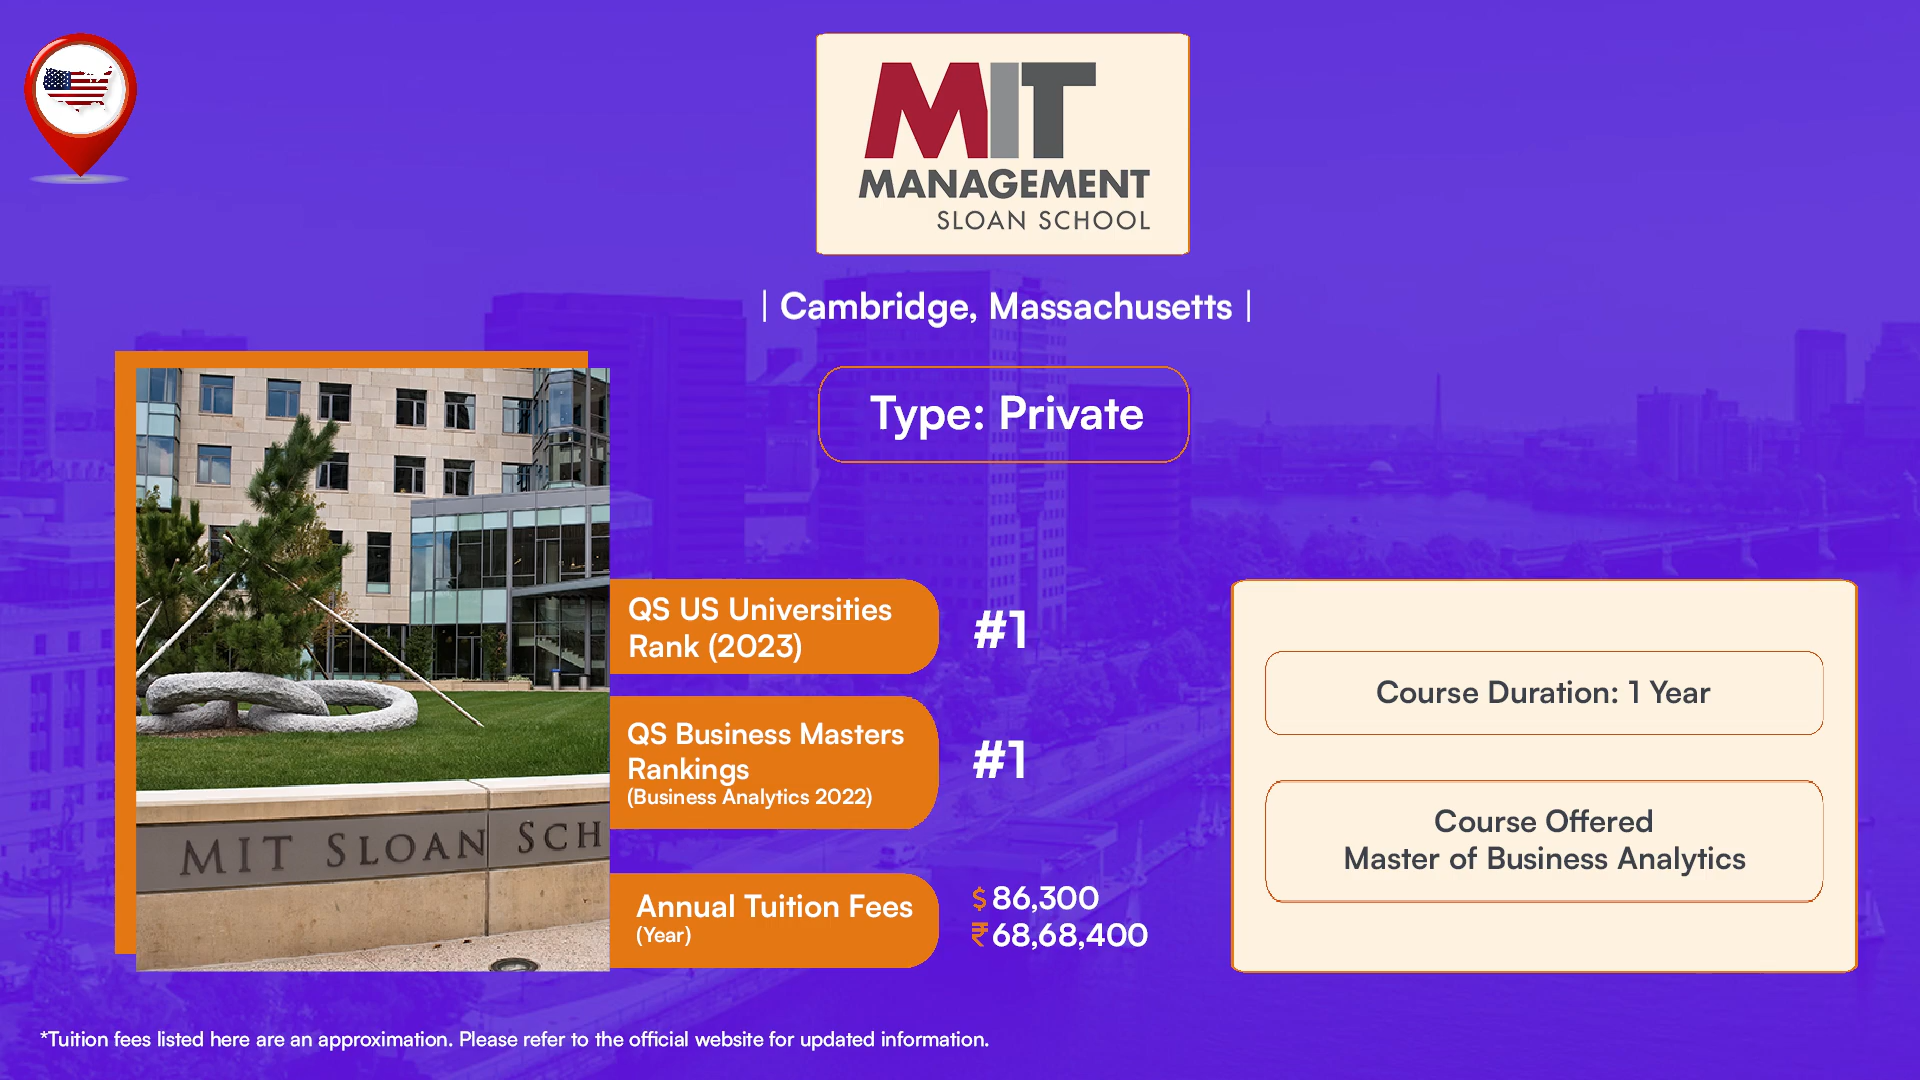 MIT
MANAGEMENT
SLOAN SCHOOL
| Cambridge, Massachusetts |
Type: Private
QS US Universities
Rank (2023)
#1
QS Business Masters
Rankings
(Business Analytics 2022)
#1
Annual Tuition Fees
(Year)
$ 86,300
₹ 68,68,400
Course Duration: 1 Year
Course Offered
Master of Business Analytics
MIT SLOAN SCH
*Tuition fees listed here are an approximation. Please refer to the official website for updated information.